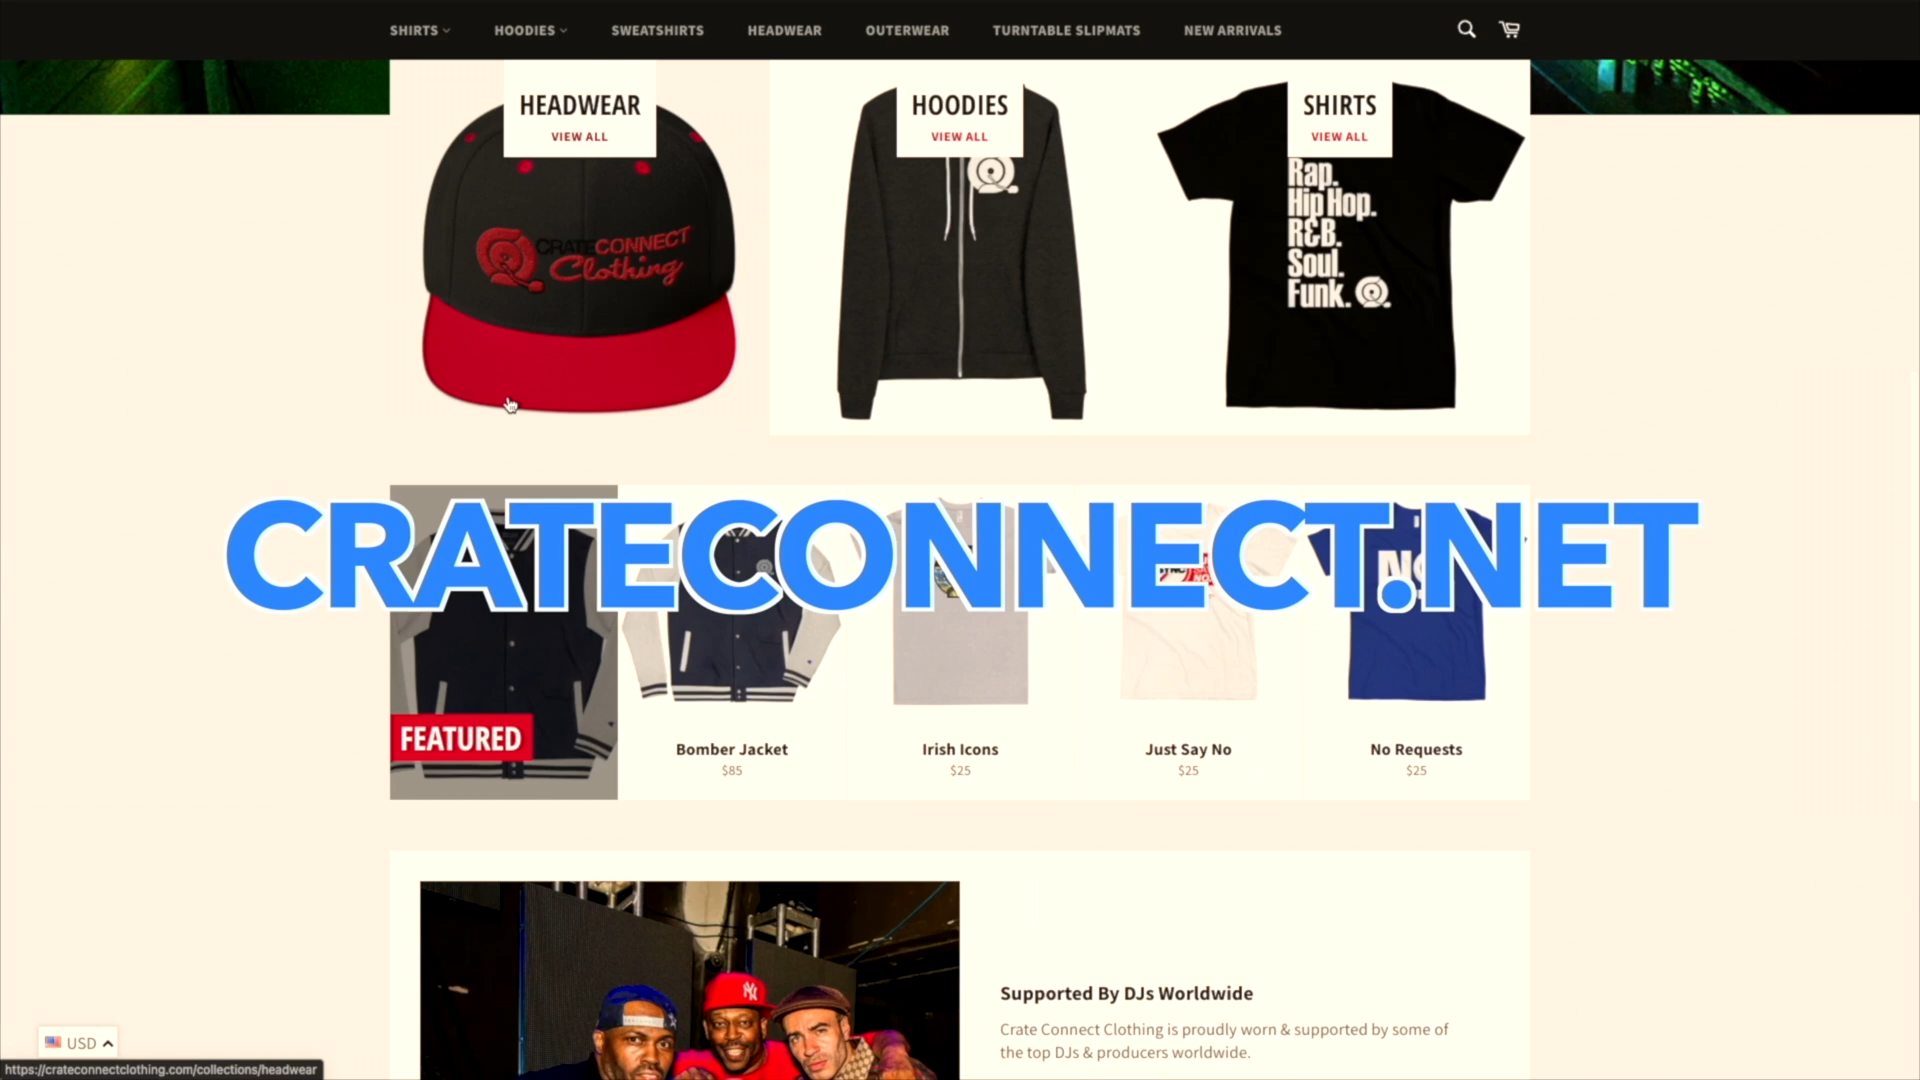 SHIRTS HOODIES SWEATSHIRTS HEADWEAR OUTERWEAR TURNTABLE SLIPMATS NEW ARRIVALS
HEADWEAR
VIEW ALL
HOODIES
VIEW ALL
SHIRTS
VIEW ALL
CRATECONNECT
Clothing
Rap.
Hip Hop.
R&B.
Soul.
Funk.
CRATECONNECT.NET
FEATURED
Bomber Jacket
$85
Irish Icons
$25
Just Say No
$25
No Requests
$25
NY
Supported By DJs Worldwide
Crate Connect Clothing is proudly worn & supported by some of
the top DJs & producers worldwide.
USD
https://crateconnectclothing.com/collections/headwear